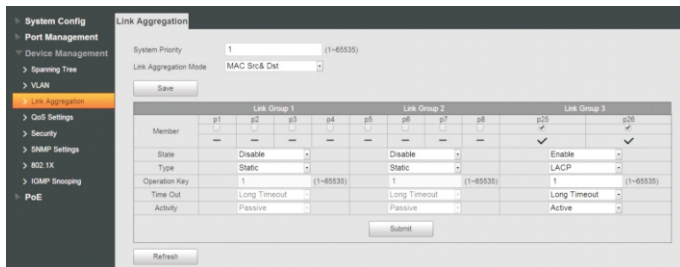 System Config
Port Management
Device Management
Spanning Tree
VLAN
Link Aggregation
QoS Settings
Security
SNMP Settings
802.1X
IGMP Snooping
PoE
Link Aggregation
System Priority 1 (1~65535)
Link Aggregation Mode MAC Src& Dst
Save
Link Group 1 Link Group 2 Link Group 3
Member p1 p2 p3 p4 p5 p6 p7 p8 p25 p26
State Disable Disable Enable
Type Static Static LACP
Operation Key 1 (1~65535) 1 (1~65535) 1 (1~65535)
Time Out Long Timeout Long Timeout Long Timeout
Activity Passive Passive Active
Submit
Refresh